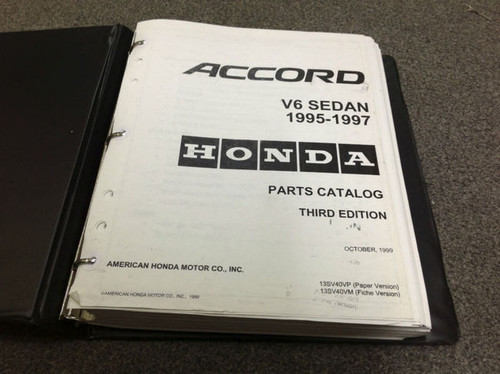 ACCORD
V6 SEDAN
1995-1997
HONDA
PARTS CATALOG
THIRD EDITION
OCTOBER, 1999
AMERICAN HONDA MOTOR CO., INC.
13SV40VP (Paper Version)
13SV40VM (Fiche Version)
©AMERICAN HONDA MOTOR CO., INC., 1999